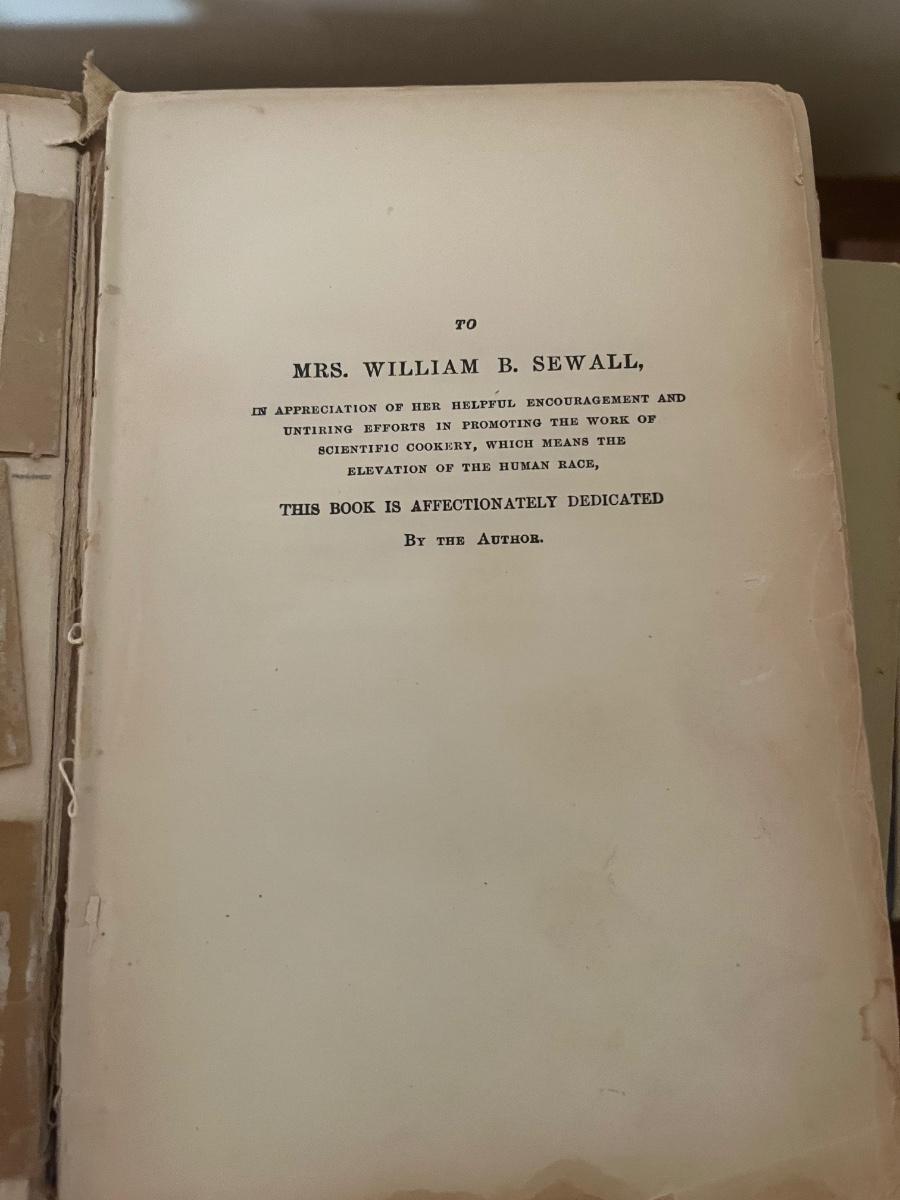 TO
MRS. WILLIAM B. SEWALL,
IN APPRECIATION OF HER HELPFUL ENCOURAGEMENT AND
UNTIRING EFFORTS IN PROMOTING THE WORK OF
SCIENTIFIC COOKERY, WHICH MEANS THE
ELEVATION OF THE HUMAN RACE,
THIS BOOK IS AFFECTIONATELY DEDICATED
BY THE AUTHOR.